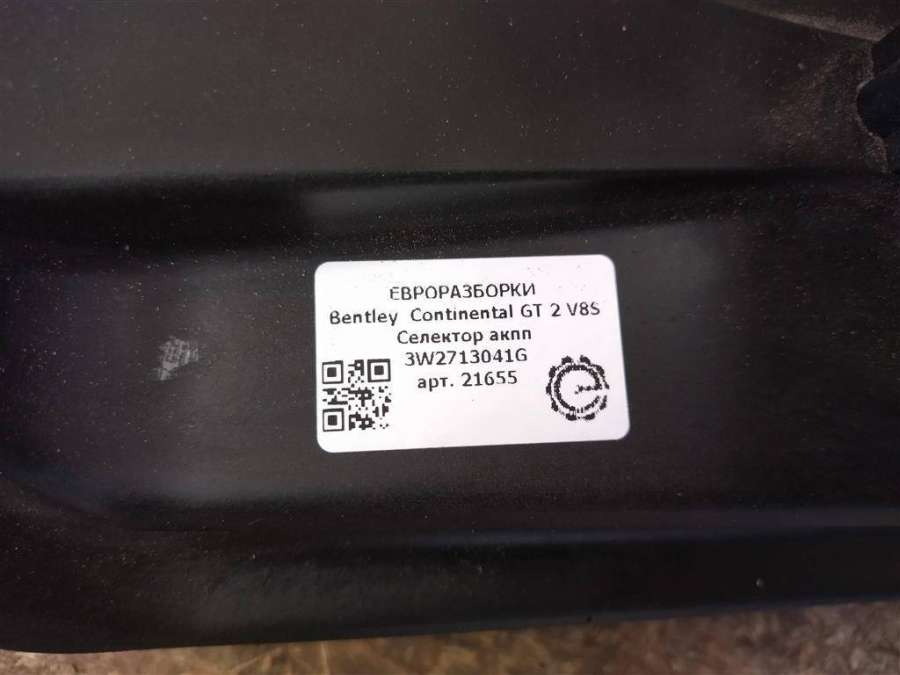 ЕВРОРАЗБОРКИ
Bentley Continental GT 2 V8S
Селектор акпп
3W2713041G
арт. 21655